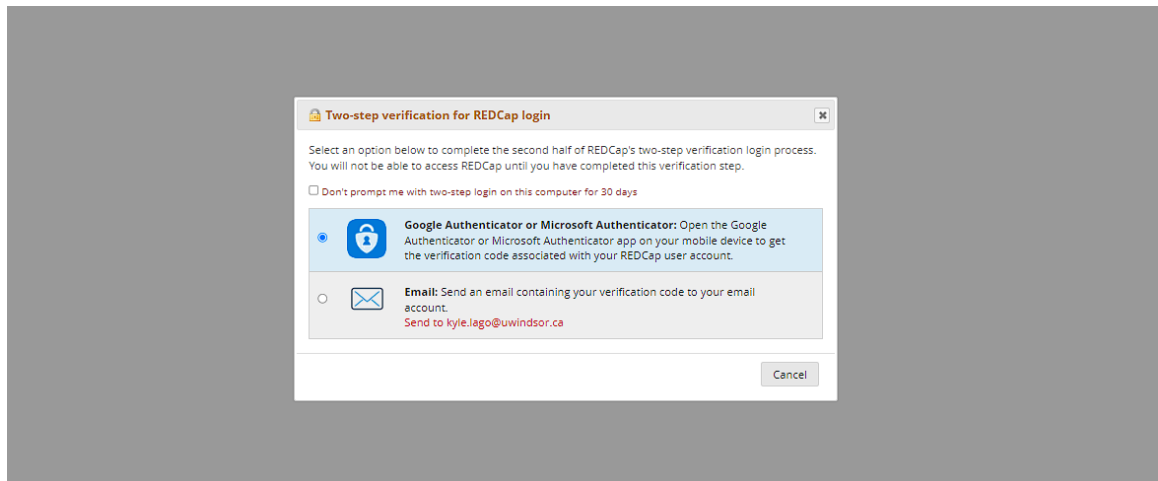 Two-step verification for REDCap login
Select an option below to complete the second half of REDCap's two-step verification login process.
You will not be able to access REDCap until you have completed this verification step.
Don't prompt me with two-step login on this computer for 30 days
Google Authenticator or Microsoft Authenticator: Open the Google
Authenticator or Microsoft Authenticator app on your mobile device to get
the verification code associated with your REDCap user account.
Email: Send an email containing your verification code to your email
account.
Send to kyle.lago@uwindsor.ca
Cancel